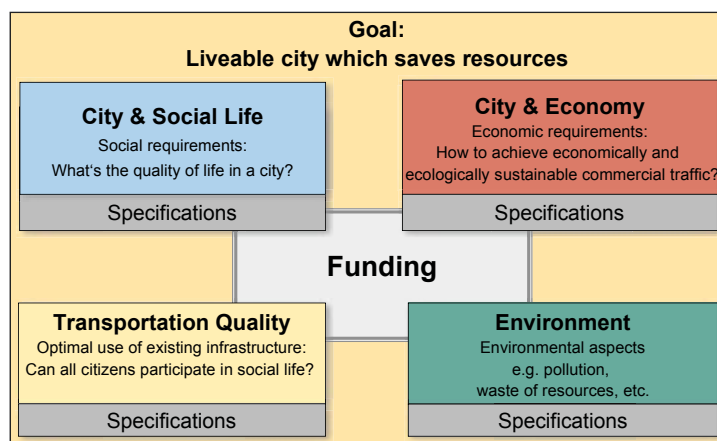 Goal:
Liveable city which saves resources
City & Social Life
Social requirements:
What‘s the quality of life in a city?
Specifications
City & Economy
Economic requirements:
How to achieve economically and
ecologically sustainable commercial traffic?
Specifications
Funding
Transportation Quality
Optimal use of existing infrastructure:
Can all citizens participate in social life?
Specifications
Environment
Environmental aspects
e.g. pollution,
waste of resources, etc.
Specifications